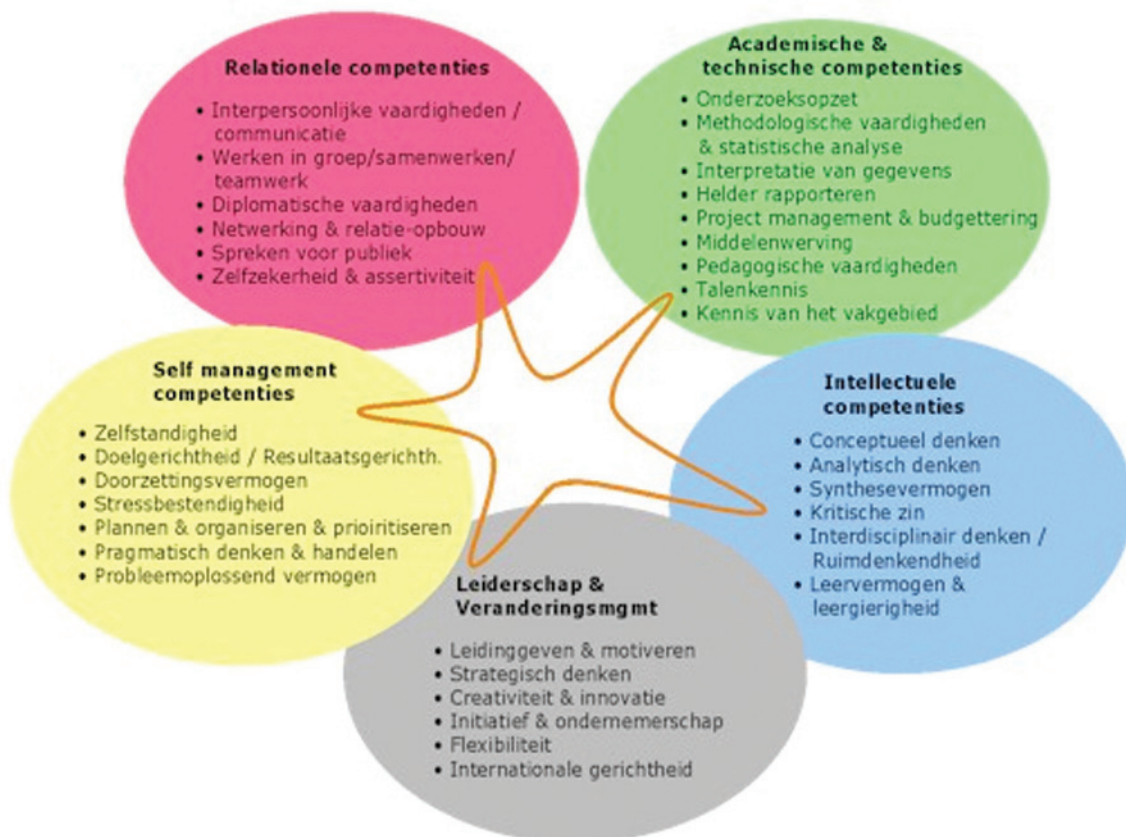 Relationele competenties
• Interpersoonlijke vaardigheden /
communicatie
• Werken in groep/samenwerken/
teamwerk
• Diplomatische vaardigheden
• Netwerking & relatie-opbouw
• Spreken voor publiek
• Zelfzekerheid & assertiviteit
Academische &
technische competenties
• Onderzoeksopzet
• Methodologische vaardigheden
& statistische analyse
• Interpretatie van gegevens
• Helder rapporteren
• Project management & budgettering
• Middelenwerving
• Pedagogische vaardigheden
• Talenkennis
• Kennis van het vakgebied
Self management
competenties
• Zelfstandigheid
• Doelgerichtheid / Resultaatsgerichth.
• Doorzettingsvermogen
• Stressbestendigheid
• Plannen & organiseren & prioiritiseren
• Pragmatisch denken & handelen
• Probleemoplossend vermogen
Intellectuele
competenties
• Conceptueel denken
• Analytisch denken
• Synthesevermogen
• Kritische zin
• Interdisciplinair denken /
Ruimdenkendheid
• Leervermogen &
leergierigheid
Leiderschap &
Veranderingsmgmt
• Leidinggeven & motiveren
• Strategisch denken
• Creativiteit & innovatie
• Initiatief & ondernemerschap
• Flexibiliteit
• Internationale gerichtheid